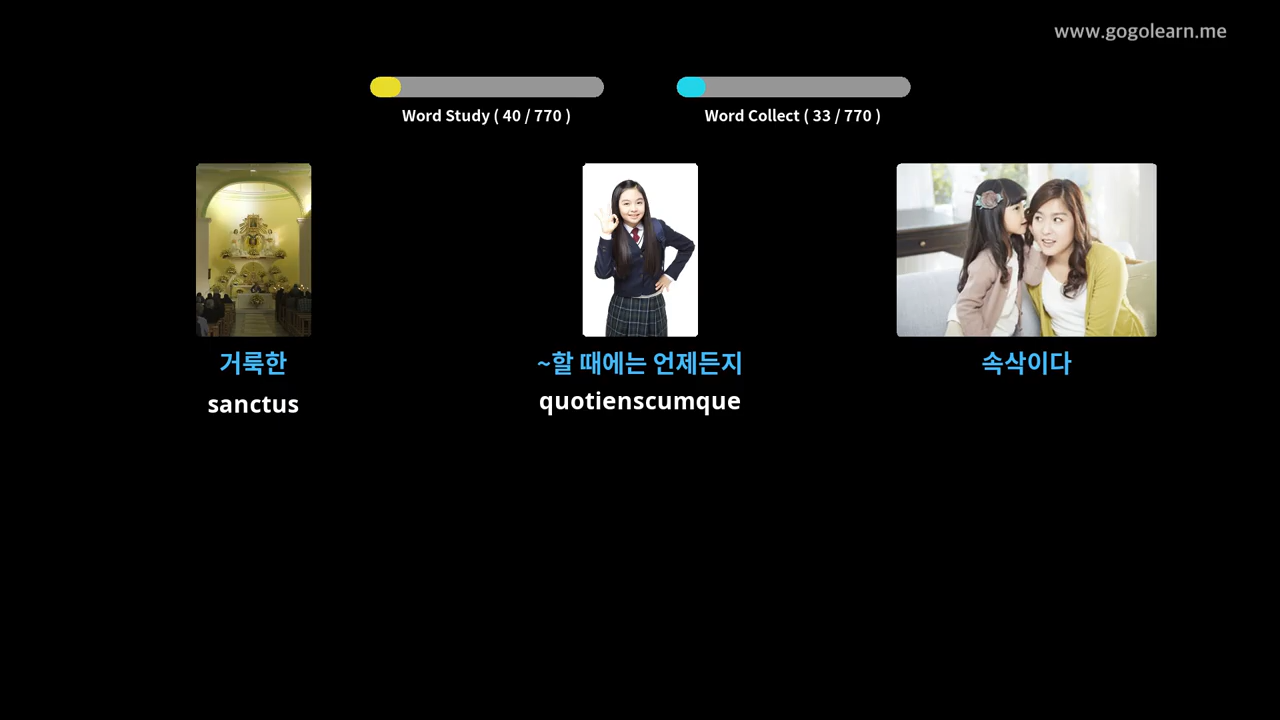 www.gogolearn.me
Word Study ( 40 / 770 )
Word Collect ( 33 / 770 )
거룩한
~할 때에는 언제든지
속삭이다
sanctus
quotienscumque